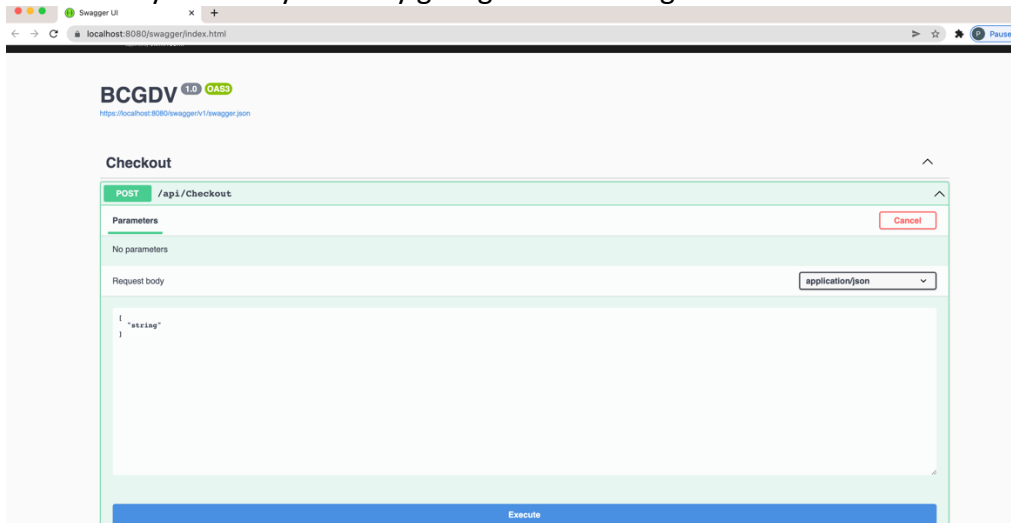 Swagger UI
localhost:8080/swagger/index.html
Pause
BCGDV 1.0 OAS3
https://localhost:8080/swagger/v1/swagger.json
Checkout
POST /api/Checkout
Parameters
Cancel
No parameters
Request body
application/json
[
"string"
]
Execute